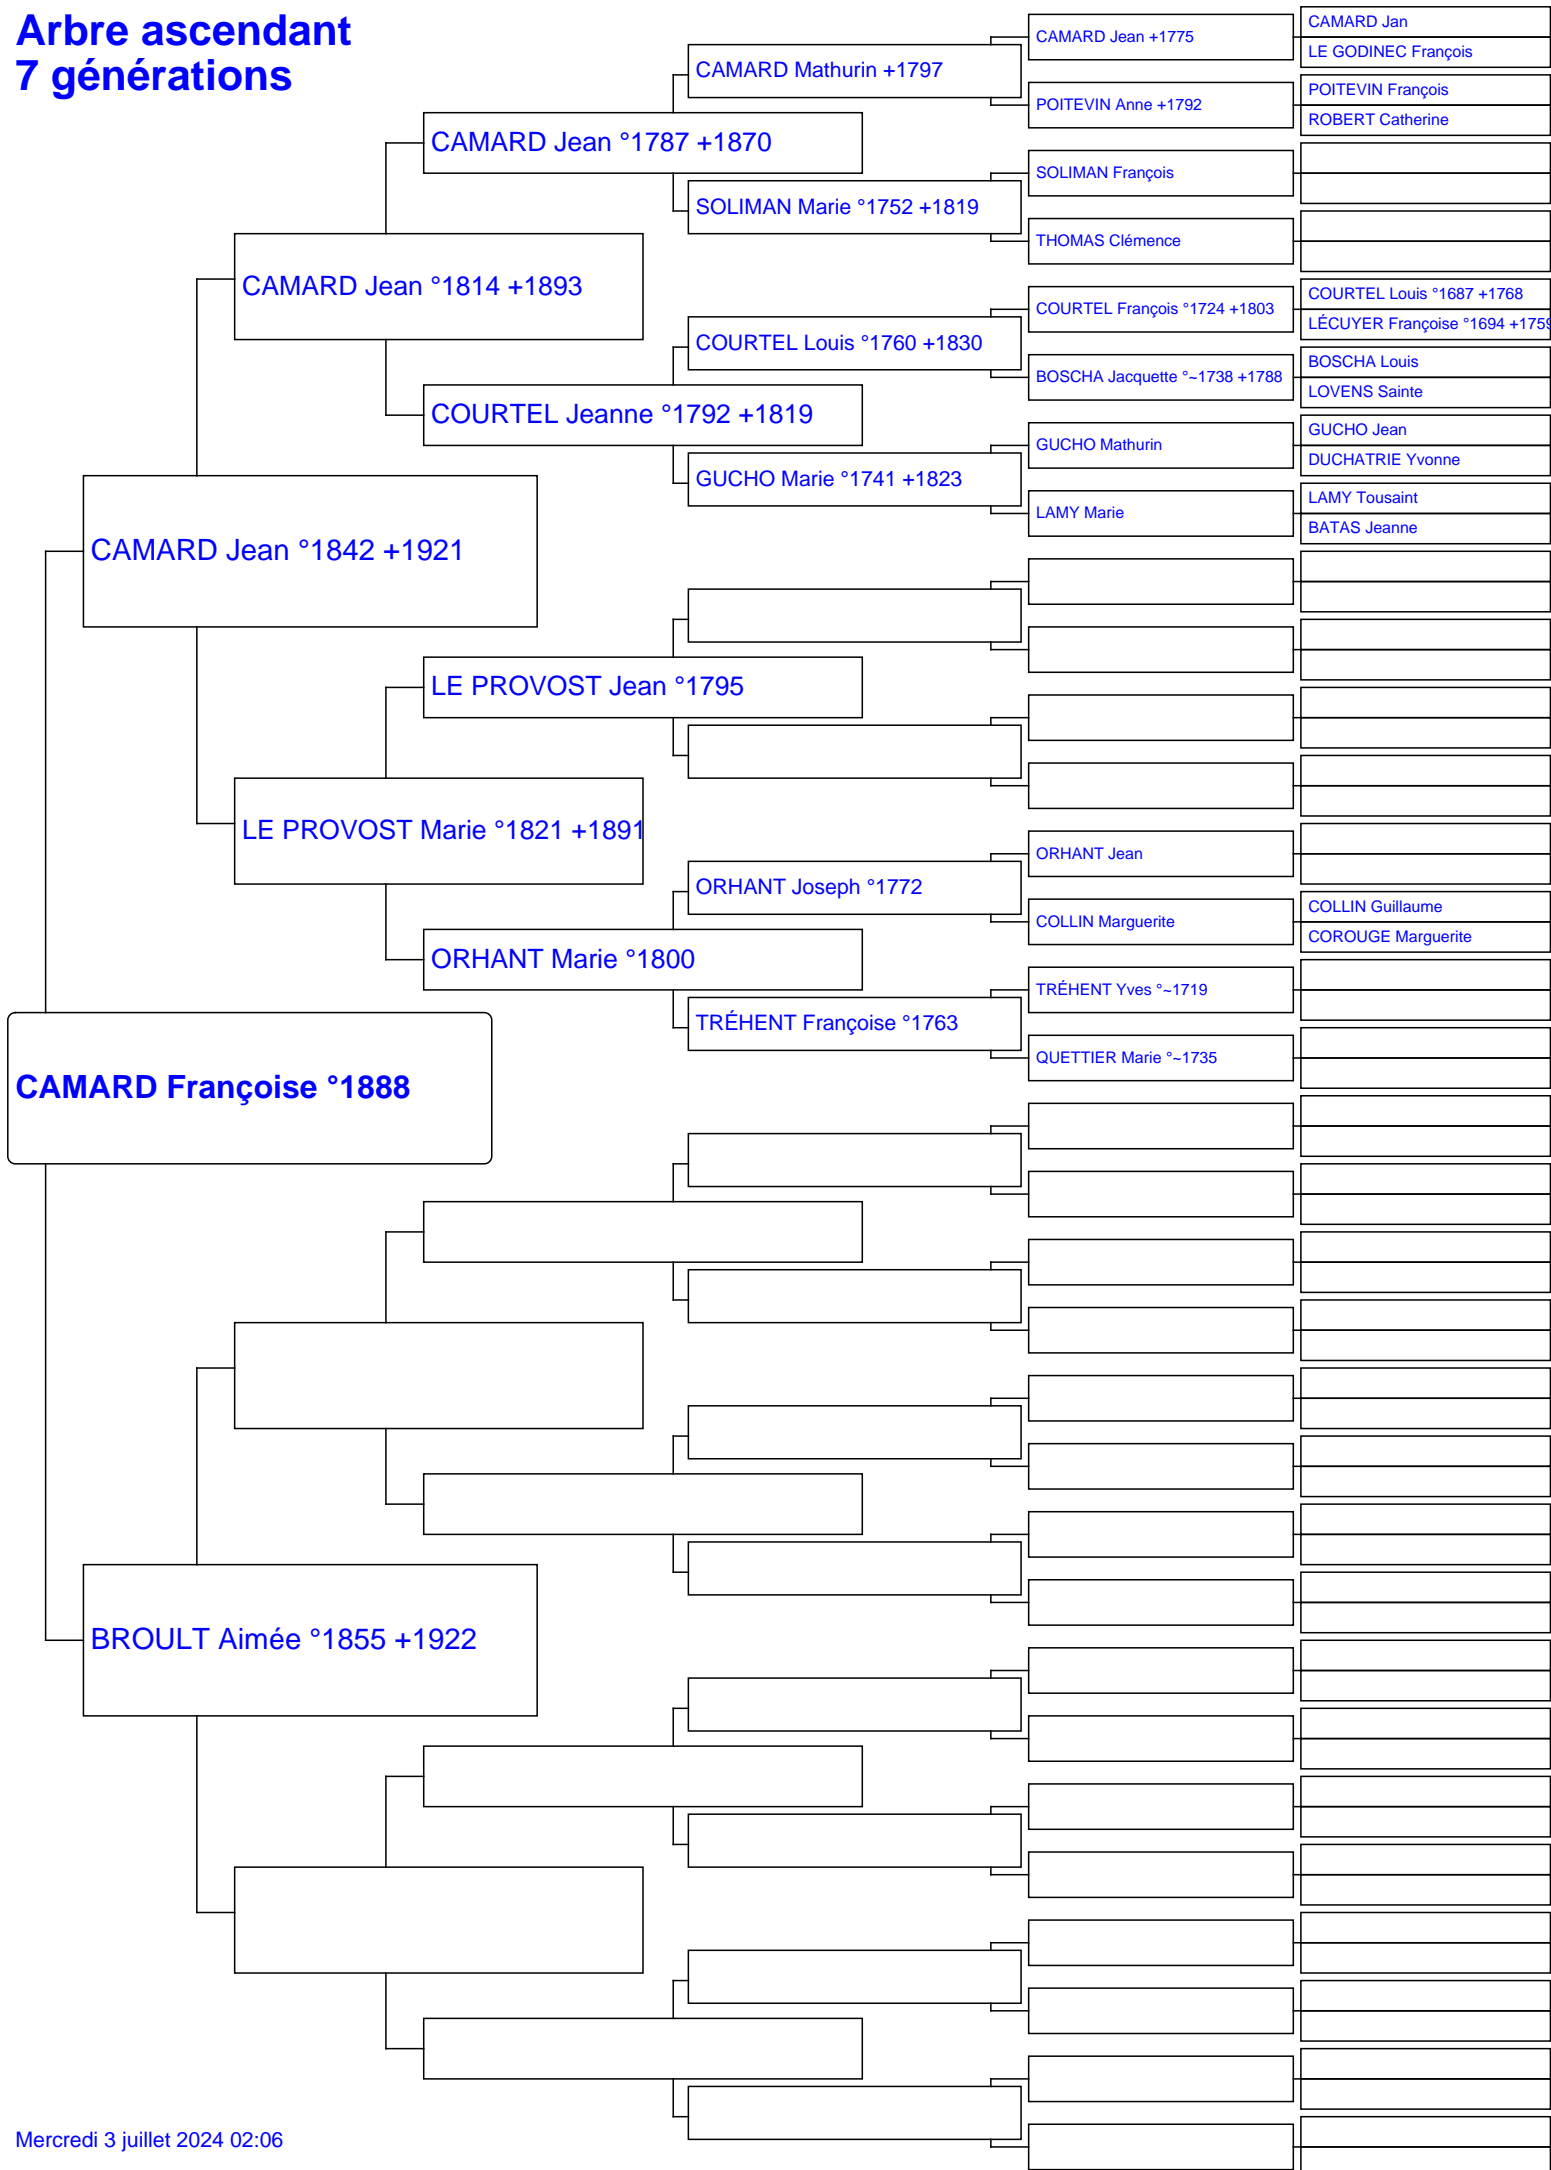 Arbre ascendant
7 générations
CAMARD Françoise °1888
CAMARD Jean °1842 +1921
BROULT Aimée °1855 +1922
CAMARD Jean °1814 +1893
LE PROVOST Marie °1821 +1891
CAMARD Jean °1787 +1870
COURTEL Jeanne °1792 +1819
LE PROVOST Jean °1795
ORHANT Marie °1800
CAMARD Mathurin +1797
SOLIMAN Marie °1752 +1819
COURTEL Louis °1760 +1830
GUCHO Marie °1741 +1823
ORHANT Joseph °1772
TRÉHENT Françoise °1763
CAMARD Jean +1775
POITEVIN Anne +1792
SOLIMAN François
THOMAS Clémence
COURTEL François °1724 +1803
BOSCHA Jacquette °~1738 +1788
GUCHO Mathurin
LAMY Marie
ORHANT Jean
COLLIN Marguerite
TRÉHENT Yves °~1719
QUETTIER Marie °~1735
CAMARD Jan
LE GODINEC François
POITEVIN François
ROBERT Catherine
COURTEL Louis °1687 +1768
LÉCUYER Françoise °1694 +1759
BOSCHA Louis
LOVENS Sainte
GUCHO Jean
DUCHATRIE Yvonne
LAMY Tousaint
BATAS Jeanne
COLLIN Guillaume
COROUGE Marguerite
Mercredi 3 juillet 2024 02:06